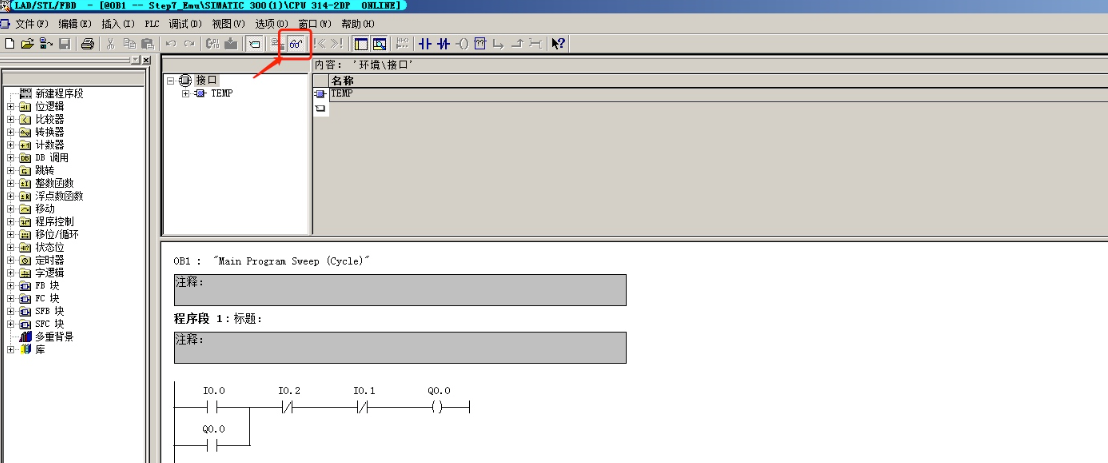 LAB/STL/FBD - [@OB1 -- Step7_Emu\SIMATIC 300(1)\CPU 314-2DP ONLINE]
文件(F) 编辑(E) 插入(I) PLC 调试(D) 视图(V) 选项(O) 窗口(W) 帮助(H)
内容: '环境\接口'
接口
TEMP
名称
TEMP
新建程序段
位逻辑
比较器
转换器
计数器
DB 调用
跳转
整数函数
浮点数函数
移动
程序控制
移位/循环
状态位
定时器
字逻辑
FB 块
FC 块
SFB 块
SFC 块
多重背景
库
OB1 : "Main Program Sweep (Cycle)"
注释:
程序段 1:标题:
注释:
I0.0 I0.2 I0.1 Q0.0
Q0.0